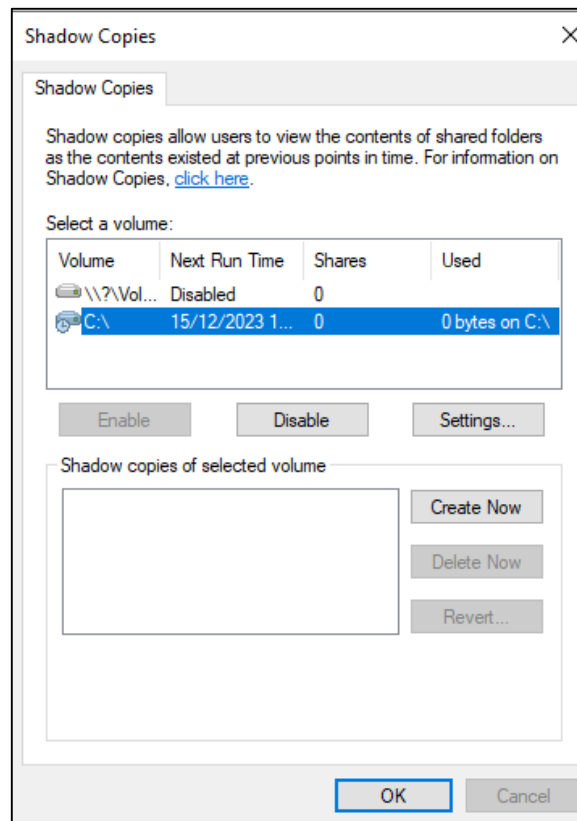 Shadow Copies
Shadow Copies
Shadow copies allow users to view the contents of shared folders
as the contents existed at previous points in time. For information on
Shadow Copies, click here.
Select a volume:
Volume Next Run Time Shares Used
\\?\Vol... Disabled 0
C:\ 15/12/2023 1... 0 0 bytes on C:\
Enable Disable Settings...
Shadow copies of selected volume
Create Now
Delete Now
Revert...
OK Cancel